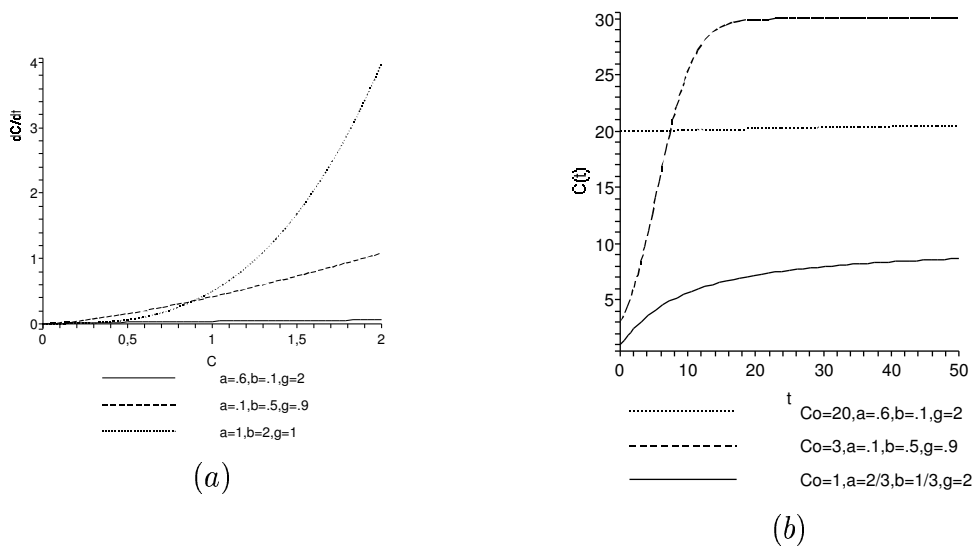 4
3
2
1
0
dC/dt
0
0,5
1
1,5
2
C
a=.6,b=.1,g=2
a=.1,b=.5,g=.9
a=1,b=2,g=1
(a)
30
25
20
15
10
5
C(t)
0
10
20
30
40
50
t
Co=20,a=.6,b=.1,g=2
Co=3,a=.1,b=.5,g=.9
Co=1,a=2/3,b=1/3,g=2
(b)